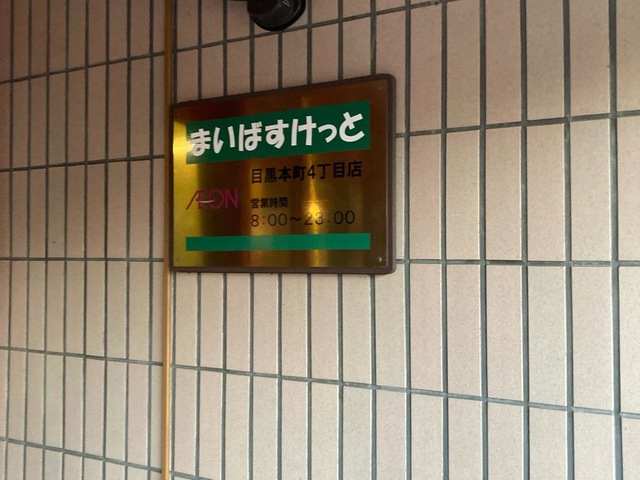 まいばすけっと
目黒本町4丁目店
AEON
営業時間
8:00～23:00